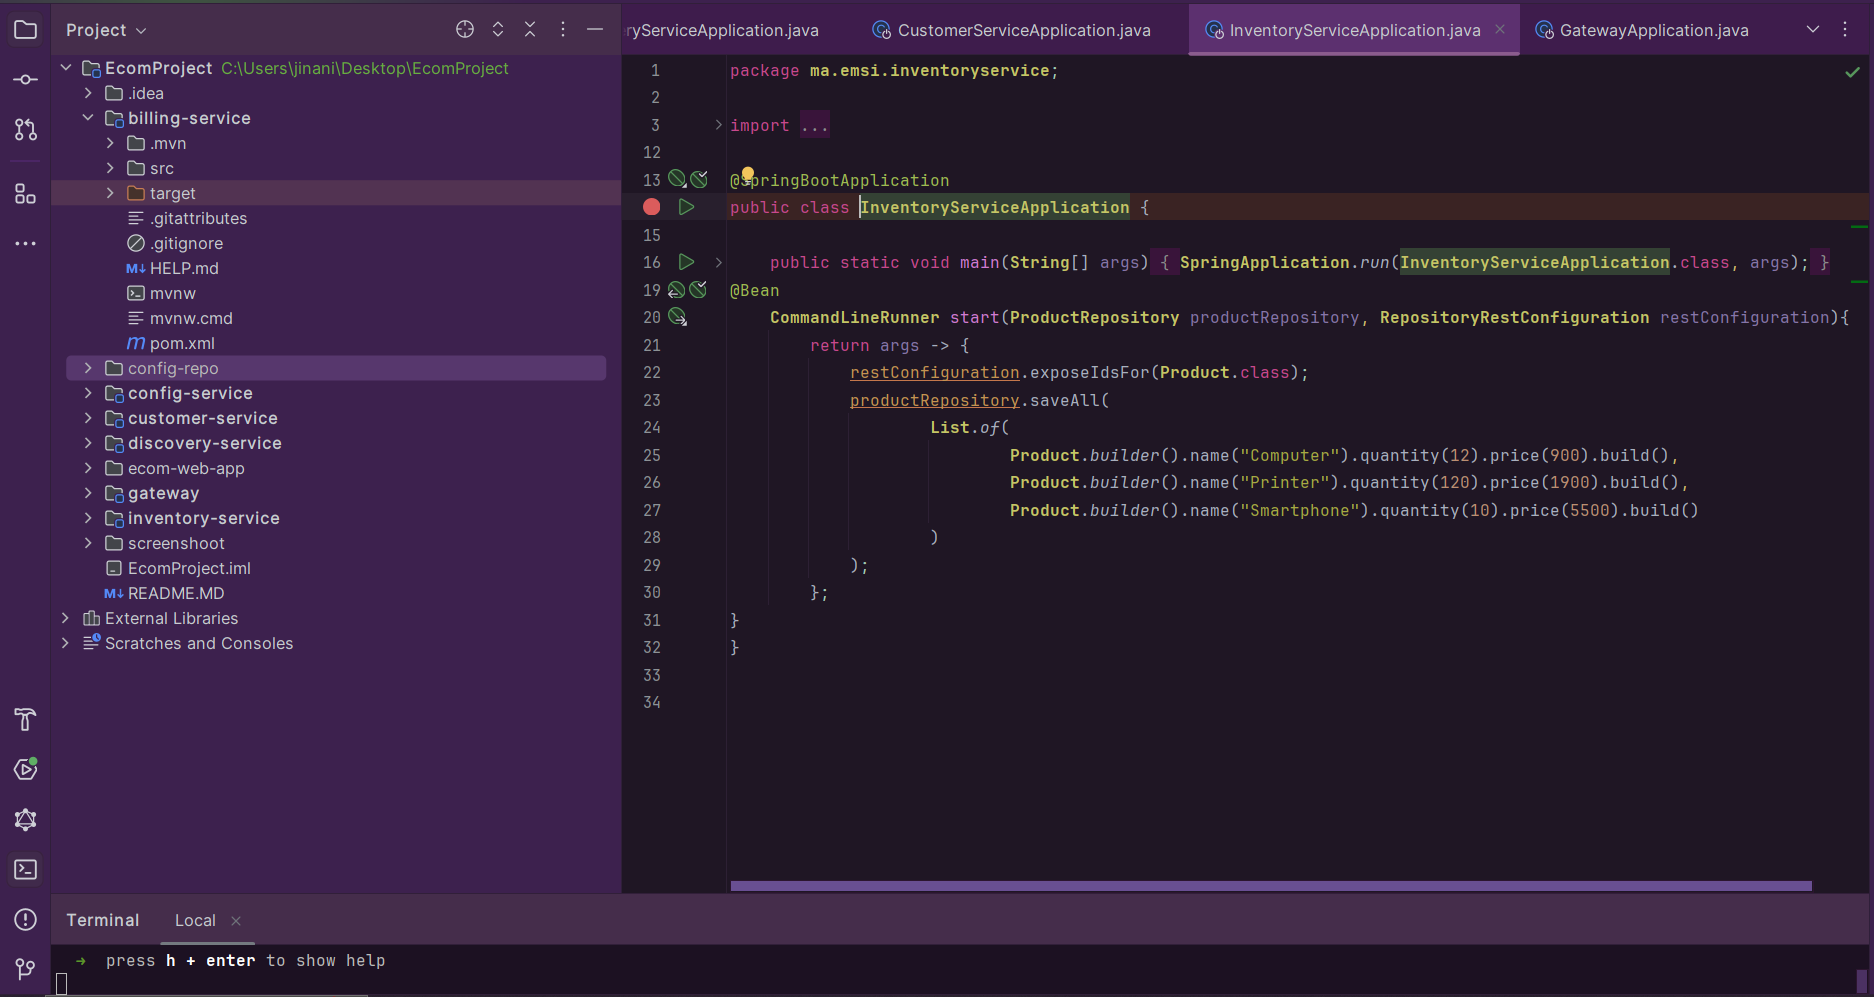 Project
ryServiceApplication.java
CustomerServiceApplication.java
InventoryServiceApplication.java
GatewayApplication.java
EcomProject C:\Users\jinani\Desktop\EcomProject
.idea
billing-service
.mvn
src
target
.gitattributes
.gitignore
M↓ HELP.md
mvnw
mvnw.cmd
m pom.xml
config-repo
config-service
customer-service
discovery-service
ecom-web-app
gateway
inventory-service
screenshoot
EcomProject.iml
M↓ README.MD
External Libraries
Scratches and Consoles
1 package ma.emsi.inventoryservice;
2
3 import ...
12
13 @SpringBootApplication
public class InventoryServiceApplication {
15
16 public static void main(String[] args) { SpringApplication.run(InventoryServiceApplication.class, args); }
19 @Bean
20 CommandLineRunner start(ProductRepository productRepository, RepositoryRestConfiguration restConfiguration){
21 return args -> {
22 restConfiguration.exposeIdsFor(Product.class);
23 productRepository.saveAll(
24 List.of(
25 Product.builder().name("Computer").quantity(12).price(900).build(),
26 Product.builder().name("Printer").quantity(120).price(1900).build(),
27 Product.builder().name("Smartphone").quantity(10).price(5500).build()
28 )
29 );
30 };
31 }
32 }
33
34
Terminal Local
➜ press h + enter to show help